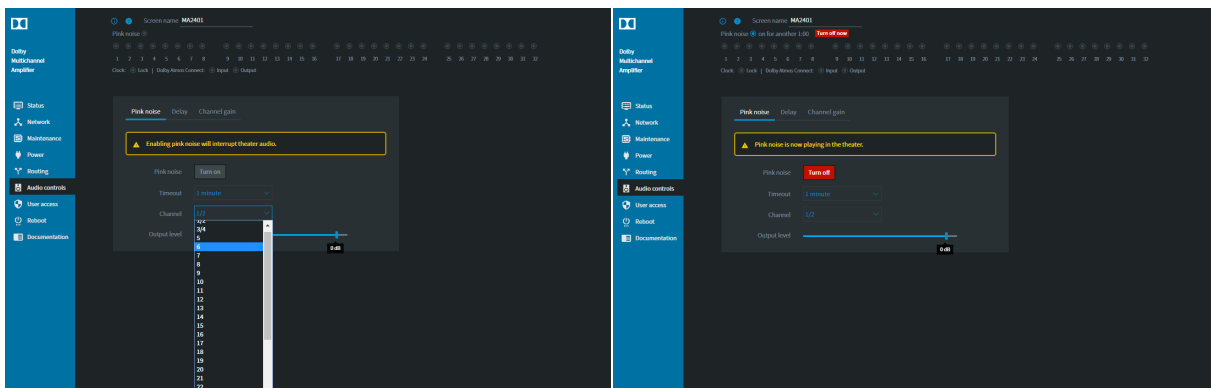 Screen name MA2401
Pink noise
Dolby
Multichannel
Amplifier
1 2 3 4 5 6 7 8 9 10 11 12 13 14 15 16 17 18 19 20 21 22 23 24 25 26 27 28 29 30 31 32
Clock: Lock | Dolby Atmos Connect: Input Output
Status
Network
Maintenance
Power
Routing
Audio controls
User access
Reboot
Documentation
Pink noise Delay Channel gain
Enabling pink noise will interrupt theater audio.
Pink noise Turn on
Timeout 1 minute
Channel 1/2
1/2
3/4
5
Output level 6
0 dB
7
8
9
10
11
12
13
14
15
16
17
18
19
20
21
22
Screen name MA2401
Pink noise on for another 1:00 Turn off now
Dolby
Multichannel
Amplifier
1 2 3 4 5 6 7 8 9 10 11 12 13 14 15 16 17 18 19 20 21 22 23 24 25 26 27 28 29 30 31 32
Clock: Lock | Dolby Atmos Connect: Input Output
Status
Network
Maintenance
Power
Routing
Audio controls
User access
Reboot
Documentation
Pink noise Delay Channel gain
Pink noise is now playing in the theater.
Pink noise Turn off
Timeout 1 minute
Channel 1/2
Output level
0 dB